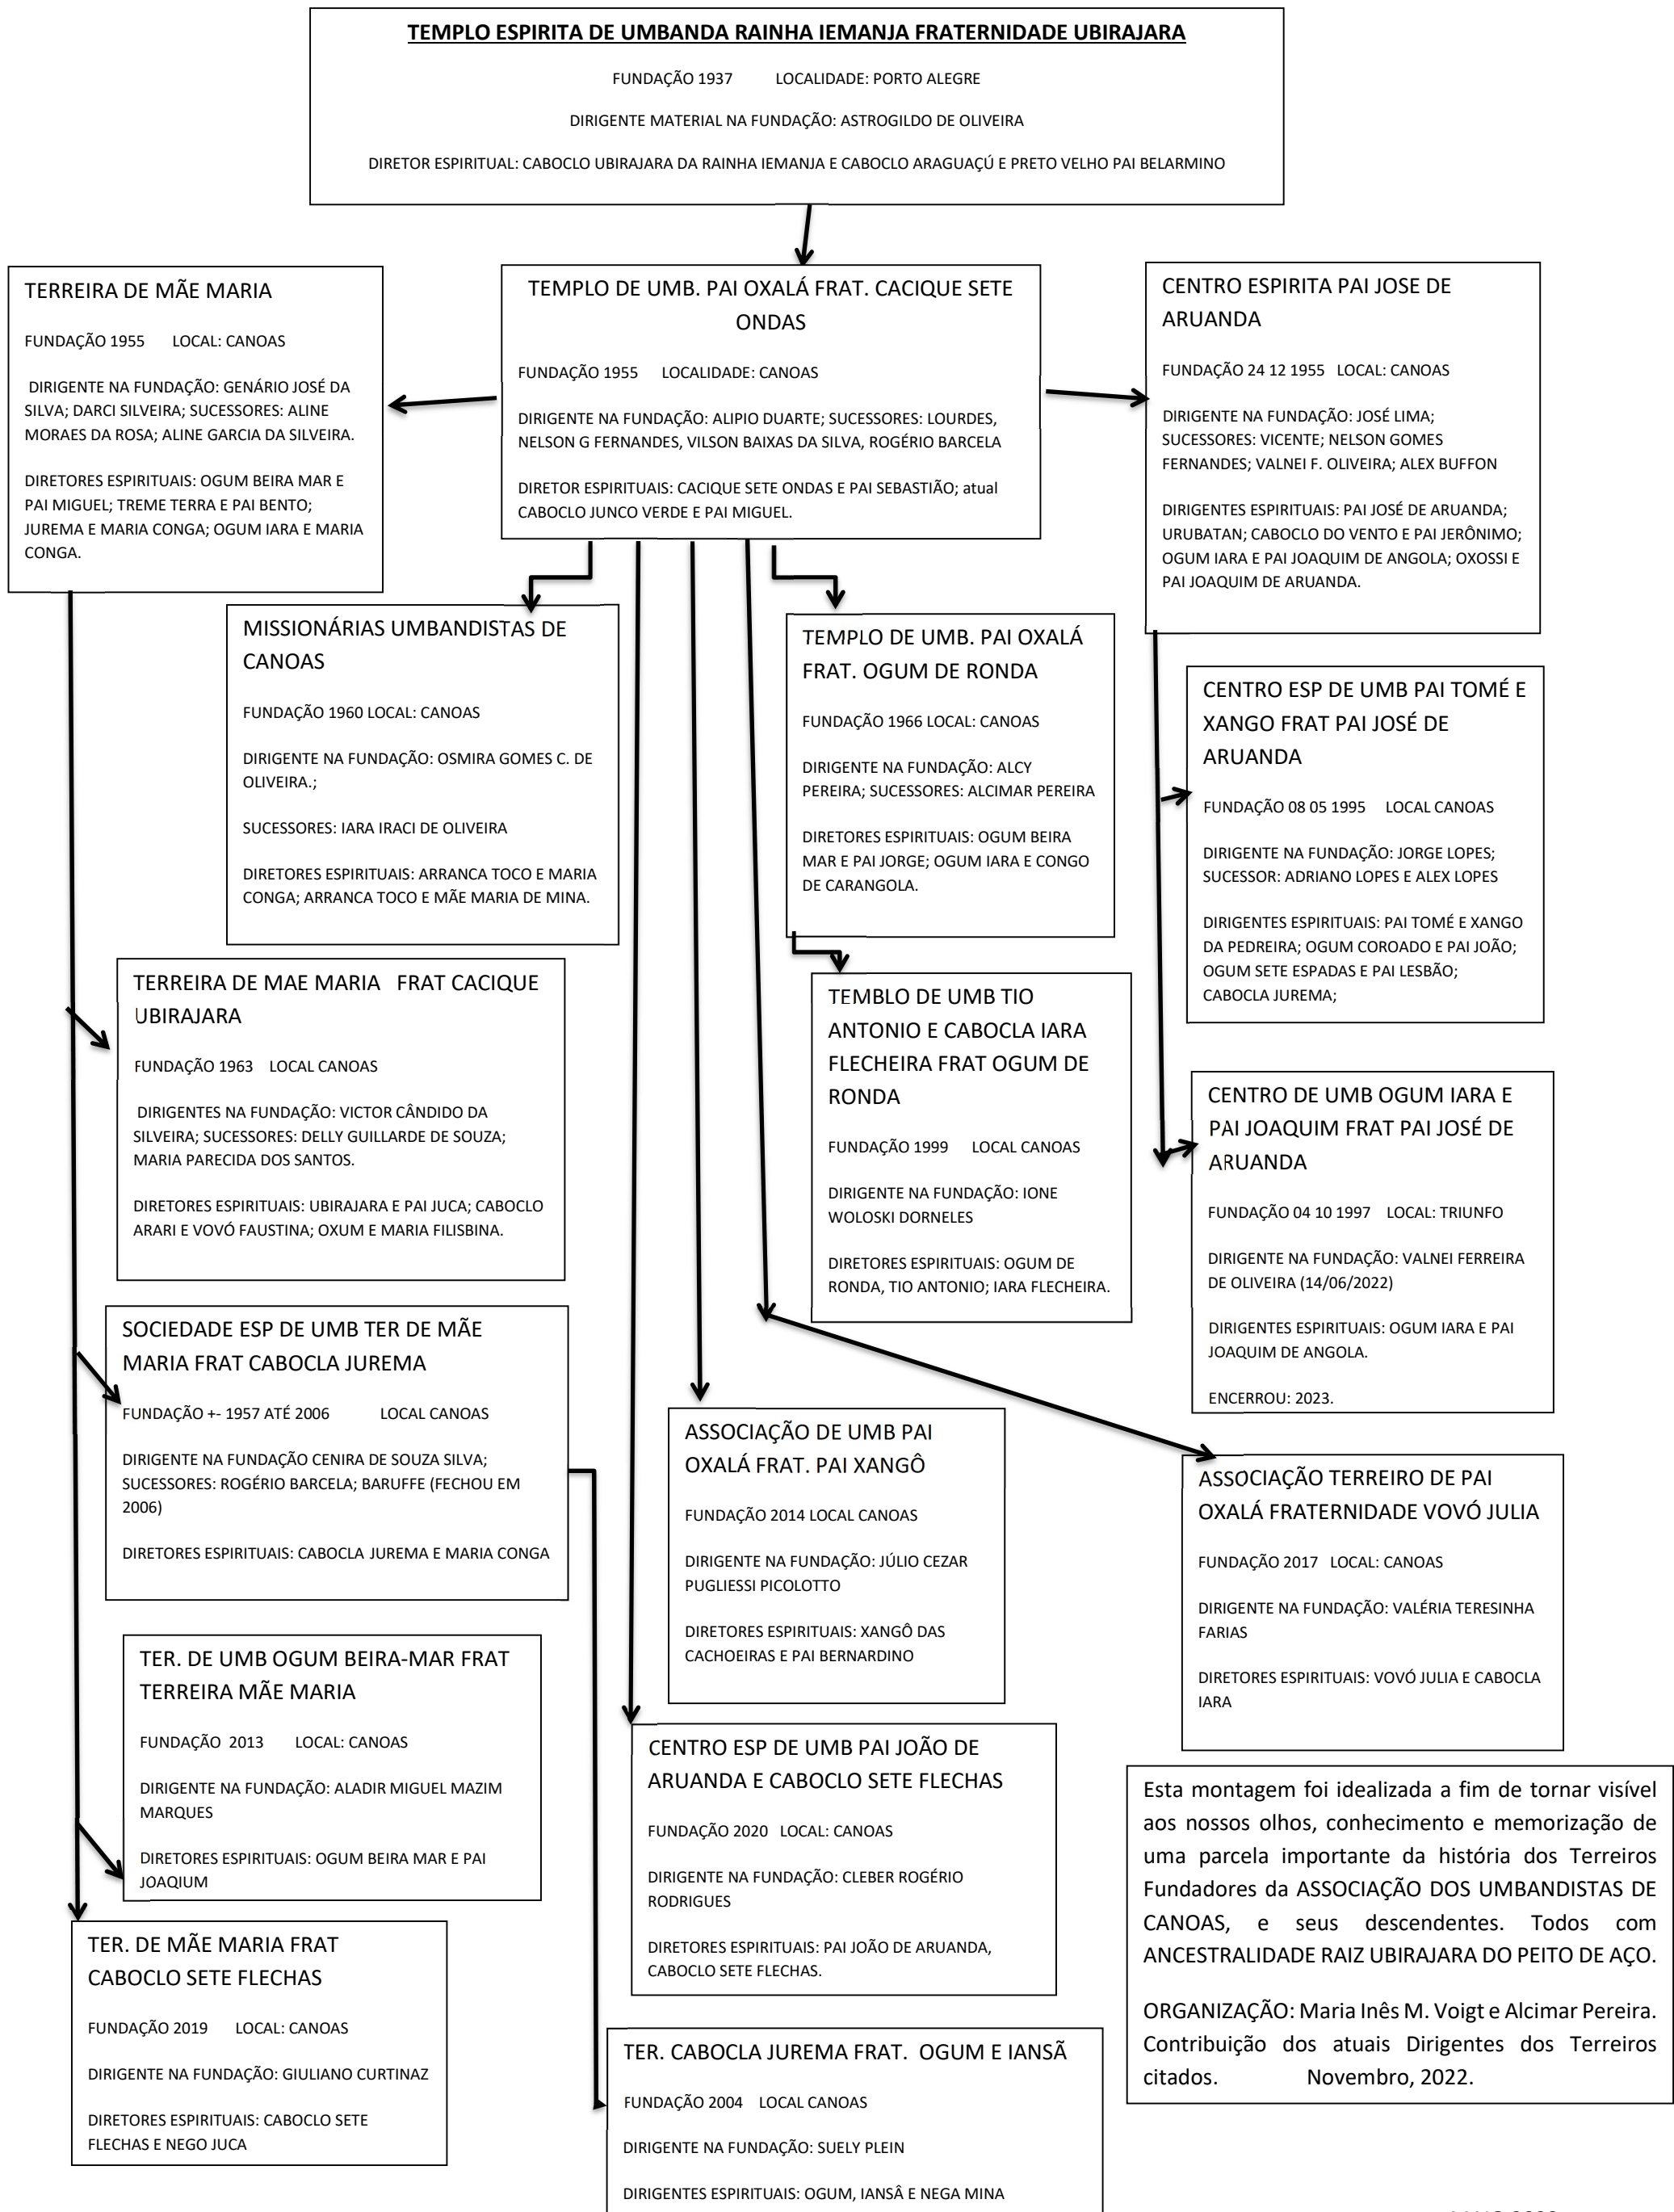 TEMPLO ESPIRITA DE UMBANDA RAINHA IEMANJA FRATERNIDADE UBIRAJARA
FUNDAÇÃO 1937 LOCALIDADE: PORTO ALEGRE
DIRIGENTE MATERIAL NA FUNDAÇÃO: ASTROGILDO DE OLIVEIRA
DIRETOR ESPIRITUAL: CABOCLO UBIRAJARA DA RAINHA IEMANJA E CABOCLO ARAGUAÇÚ E PRETO VELHO PAI BELARMINO
TERREIRA DE MÃE MARIA
FUNDAÇÃO 1955 LOCAL: CANOAS
DIRIGENTE NA FUNDAÇÃO: GENÁRIO JOSÉ DA
SILVA; DARCI SILVEIRA; SUCESSORES: ALINE
MORAES DA ROSA; ALINE GARCIA DA SILVEIRA.
DIRETORES ESPIRITUAIS: OGUM BEIRA MAR E
PAI MIGUEL; TREME TERRA E PAI BENTO;
JUREMA E MARIA CONGA; OGUM IARA E MARIA
CONGA.
TEMPLO DE UMB. PAI OXALÁ FRAT. CACIQUE SETE
ONDAS
FUNDAÇÃO 1955 LOCALIDADE: CANOAS
DIRIGENTE NA FUNDAÇÃO: ALIPIO DUARTE; SUCESSORES: LOURDES,
NELSON G FERNANDES, VILSON BAIXAS DA SILVA, ROGÉRIO BARCELA
DIRETOR ESPIRITUAIS: CACIQUE SETE ONDAS E PAI SEBASTIÃO; atual
CABOCLO JUNCO VERDE E PAI MIGUEL.
CENTRO ESPIRITA PAI JOSE DE
ARUANDA
FUNDAÇÃO 24 12 1955 LOCAL: CANOAS
DIRIGENTE NA FUNDAÇÃO: JOSÉ LIMA;
SUCESSORES: VICENTE; NELSON GOMES
FERNANDES; VALNEI F. OLIVEIRA; ALEX BUFFON
DIRIGENTES ESPIRITUAIS: PAI JOSÉ DE ARUANDA;
URUBATAN; CABOCLO DO VENTO E PAI JERÔNIMO;
OGUM IARA E PAI JOAQUIM DE ANGOLA; OXOSSI E
PAI JOAQUIM DE ARUANDA.
MISSIONÁRIAS UMBANDISTAS DE
CANOAS
FUNDAÇÃO 1960 LOCAL: CANOAS
DIRIGENTE NA FUNDAÇÃO: OSMIRA GOMES C. DE
OLIVEIRA.;
SUCESSORES: IARA IRACI DE OLIVEIRA
DIRETORES ESPIRITUAIS: ARRANCA TOCO E MARIA
CONGA; ARRANCA TOCO E MÃE MARIA DE MINA.
TEMPLO DE UMB. PAI OXALÁ
FRAT. OGUM DE RONDA
FUNDAÇÃO 1966 LOCAL: CANOAS
DIRIGENTE NA FUNDAÇÃO: ALCY
PEREIRA; SUCESSORES: ALCIMAR PEREIRA
DIRETORES ESPIRITUAIS: OGUM BEIRA
MAR E PAI JORGE; OGUM IARA E CONGO
DE CARANGOLA.
CENTRO ESP DE UMB PAI TOMÉ E
XANGO FRAT PAI JOSÉ DE
ARUANDA
FUNDAÇÃO 08 05 1995 LOCAL CANOAS
DIRIGENTE NA FUNDAÇÃO: JORGE LOPES;
SUCESSOR: ADRIANO LOPES E ALEX LOPES
DIRIGENTES ESPIRITUAIS: PAI TOMÉ E XANGO
DA PEDREIRA; OGUM COROADO E PAI JOÃO;
OGUM SETE ESPADAS E PAI LESBÃO;
CABOCLA JUREMA;
TERREIRA DE MAE MARIA FRAT CACIQUE
UBIRAJARA
FUNDAÇÃO 1963 LOCAL CANOAS
DIRIGENTES NA FUNDAÇÃO: VICTOR CÂNDIDO DA
SILVEIRA; SUCESSORES: DELLY GUILLARDE DE SOUZA;
MARIA PARECIDA DOS SANTOS.
DIRETORES ESPIRITUAIS: UBIRAJARA E PAI JUCA; CABOCLO
ARARI E VOVÓ FAUSTINA; OXUM E MARIA FILISBINA.
TEMBLO DE UMB TIO
ANTONIO E CABOCLA IARA
FLECHEIRA FRAT OGUM DE
RONDA
FUNDAÇÃO 1999 LOCAL CANOAS
DIRIGENTE NA FUNDAÇÃO: IONE
WOLOSKI DORNELES
DIRETORES ESPIRITUAIS: OGUM DE
RONDA, TIO ANTONIO; IARA FLECHEIRA.
CENTRO DE UMB OGUM IARA E
PAI JOAQUIM FRAT PAI JOSÉ DE
ARUANDA
FUNDAÇÃO 04 10 1997 LOCAL: TRIUNFO
DIRIGENTE NA FUNDAÇÃO: VALNEI FERREIRA
DE OLIVEIRA (14/06/2022)
DIRIGENTES ESPIRITUAIS: OGUM IARA E PAI
JOAQUIM DE ANGOLA.
ENCERROU: 2023.
SOCIEDADE ESP DE UMB TER DE MÃE
MARIA FRAT CABOCLA JUREMA
FUNDAÇÃO +- 1957 ATÉ 2006 LOCAL CANOAS
DIRIGENTE NA FUNDAÇÃO CENIRA DE SOUZA SILVA;
SUCESSORES: ROGÉRIO BARCELA; BARUFFE (FECHOU EM
2006)
DIRETORES ESPIRITUAIS: CABOCLA JUREMA E MARIA CONGA
ASSOCIAÇÃO DE UMB PAI
OXALÁ FRAT. PAI XANGÔ
FUNDAÇÃO 2014 LOCAL CANOAS
DIRIGENTE NA FUNDAÇÃO: JÚLIO CEZAR
PUGLIESSI PICOLOTTO
DIRETORES ESPIRITUAIS: XANGÔ DAS
CACHOEIRAS E PAI BERNARDINO
ASSOCIAÇÃO TERREIRO DE PAI
OXALÁ FRATERNIDADE VOVÓ JULIA
FUNDAÇÃO 2017 LOCAL: CANOAS
DIRIGENTE NA FUNDAÇÃO: VALÉRIA TERESINHA
FARIAS
DIRETORES ESPIRITUAIS: VOVÓ JULIA E CABOCLA
IARA
TER. DE UMB OGUM BEIRA-MAR FRAT
TERREIRA MÃE MARIA
FUNDAÇÃO 2013 LOCAL: CANOAS
DIRIGENTE NA FUNDAÇÃO: ALADIR MIGUEL MAZIM
MARQUES
DIRETORES ESPIRITUAIS: OGUM BEIRA MAR E PAI
JOAQIUM
CENTRO ESP DE UMB PAI JOÃO DE
ARUANDA E CABOCLO SETE FLECHAS
FUNDAÇÃO 2020 LOCAL: CANOAS
DIRIGENTE NA FUNDAÇÃO: CLEBER ROGÉRIO
RODRIGUES
DIRETORES ESPIRITUAIS: PAI JOÃO DE ARUANDA,
CABOCLO SETE FLECHAS.
Esta montagem foi idealizada a fim de tornar visível
aos nossos olhos, conhecimento e memorização de
uma parcela importante da história dos Terreiros
Fundadores da ASSOCIAÇÃO DOS UMBANDISTAS DE
CANOAS, e seus descendentes. Todos com
ANCESTRALIDADE RAIZ UBIRAJARA DO PEITO DE AÇO.
ORGANIZAÇÃO: Maria Inês M. Voigt e Alcimar Pereira.
Contribuição dos atuais Dirigentes dos Terreiros
citados. Novembro, 2022.
TER. DE MÃE MARIA FRAT
CABOCLO SETE FLECHAS
FUNDAÇÃO 2019 LOCAL: CANOAS
DIRIGENTE NA FUNDAÇÃO: GIULIANO CURTINAZ
DIRETORES ESPIRITUAIS: CABOCLO SETE
FLECHAS E NEGO JUCA
TER. CABOCLA JUREMA FRAT. OGUM E IANSÃ
FUNDAÇÃO 2004 LOCAL CANOAS
DIRIGENTE NA FUNDAÇÃO: SUELY PLEIN
DIRIGENTES ESPIRITUAIS: OGUM, IANSÂ E NEGA MINA